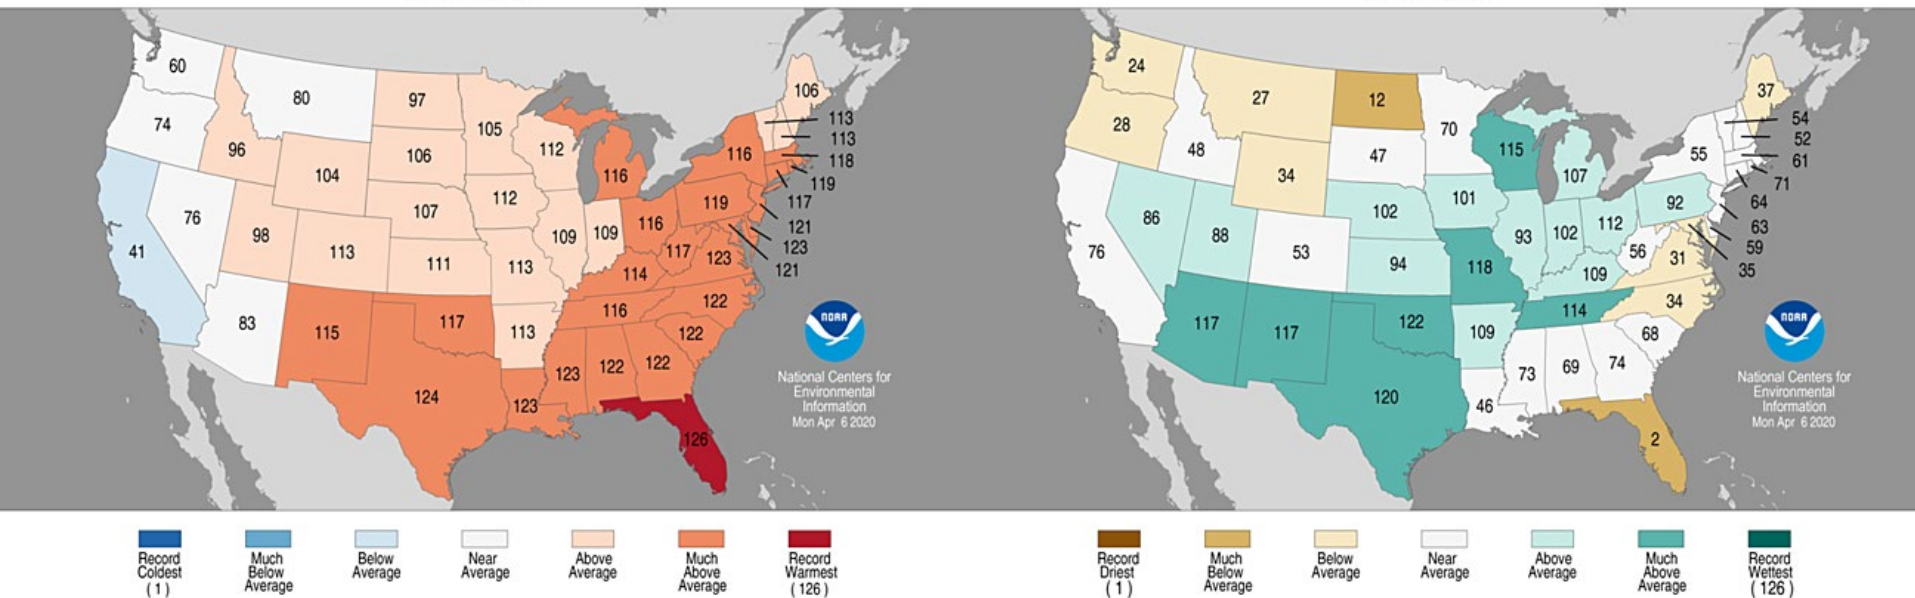 60
80
97
105
106
74
96
104
106
112
116
116
113
113
118
119
117
121
123
121
41
76
98
113
107
112
109
109
116
119
117
123
111
113
114
83
115
117
113
116
122
122
124
123
123
122
122
126
NOAA
National Centers for
Environmental
Information
Mon Apr 6 2020
Record
Coldest
( 1 )
Much
Below
Average
Below
Average
Near
Average
Above
Average
Much
Above
Average
Record
Warmest
( 126 )
24
27
12
70
37
28
48
34
47
115
107
55
54
52
61
71
64
63
59
35
76
86
88
53
102
101
93
102
112
92
56
31
94
118
109
34
117
117
122
109
114
68
120
46
73
69
74
2
NOAA
National Centers for
Environmental
Information
Mon Apr 6 2020
Record
Driest
( 1 )
Much
Below
Average
Below
Average
Near
Average
Above
Average
Much
Above
Average
Record
Wettest
( 126 )